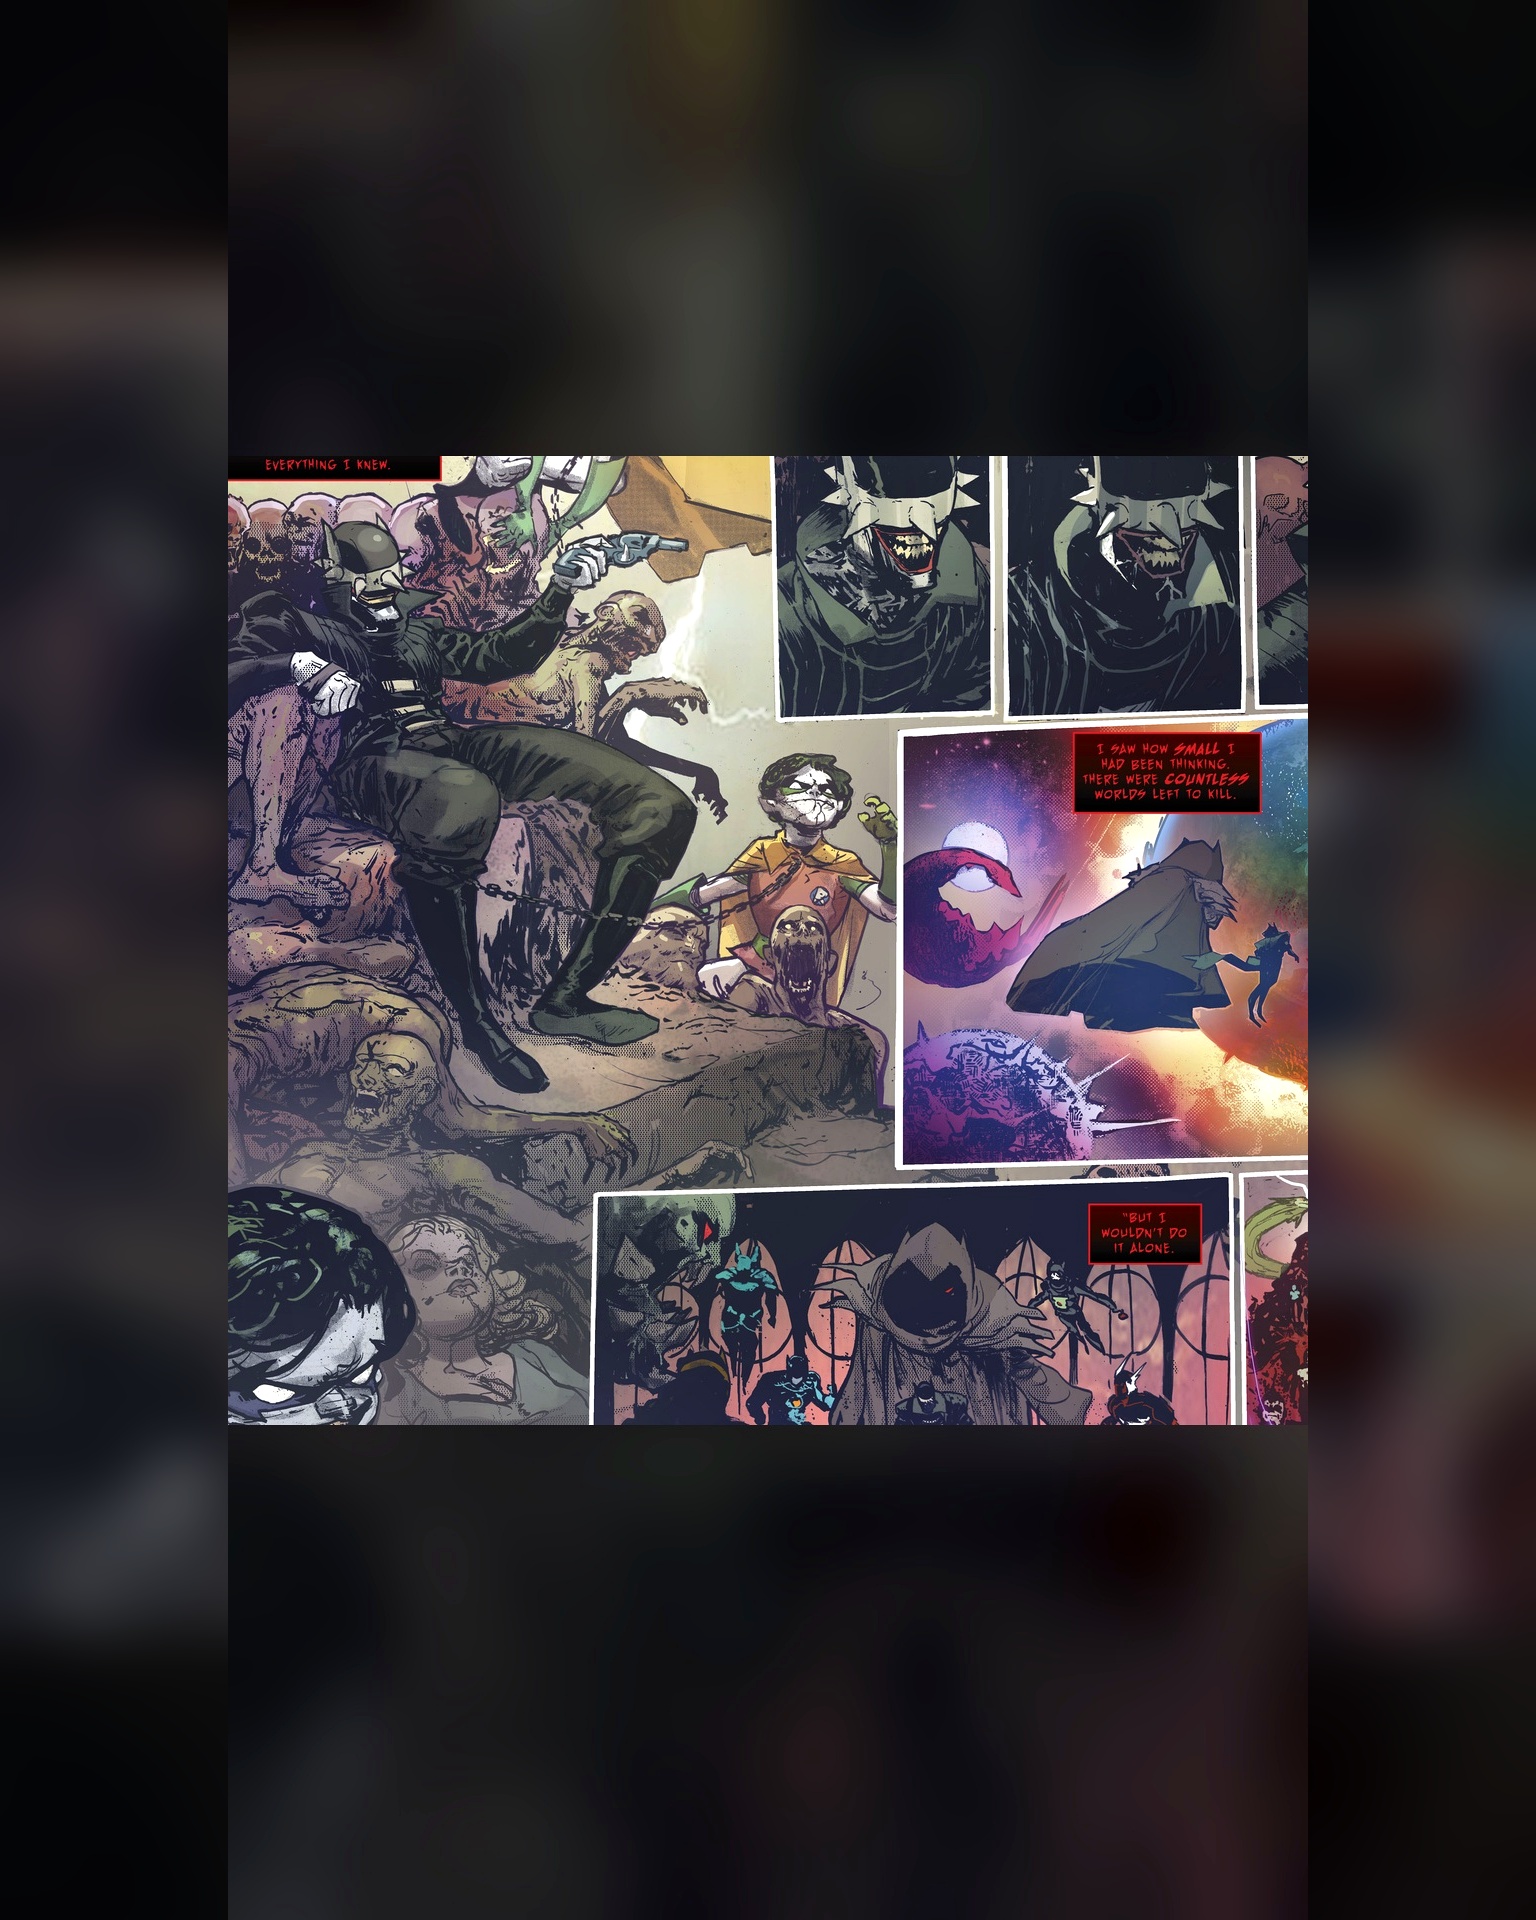 EVERYTHING I KNEW.
I SAW HOW SMALL I
HAD BEEN THINKING.
THERE WERE COUNTLESS
WORLDS LEFT TO KILL.
"BUT I
WOULDN'T DO
IT ALONE.